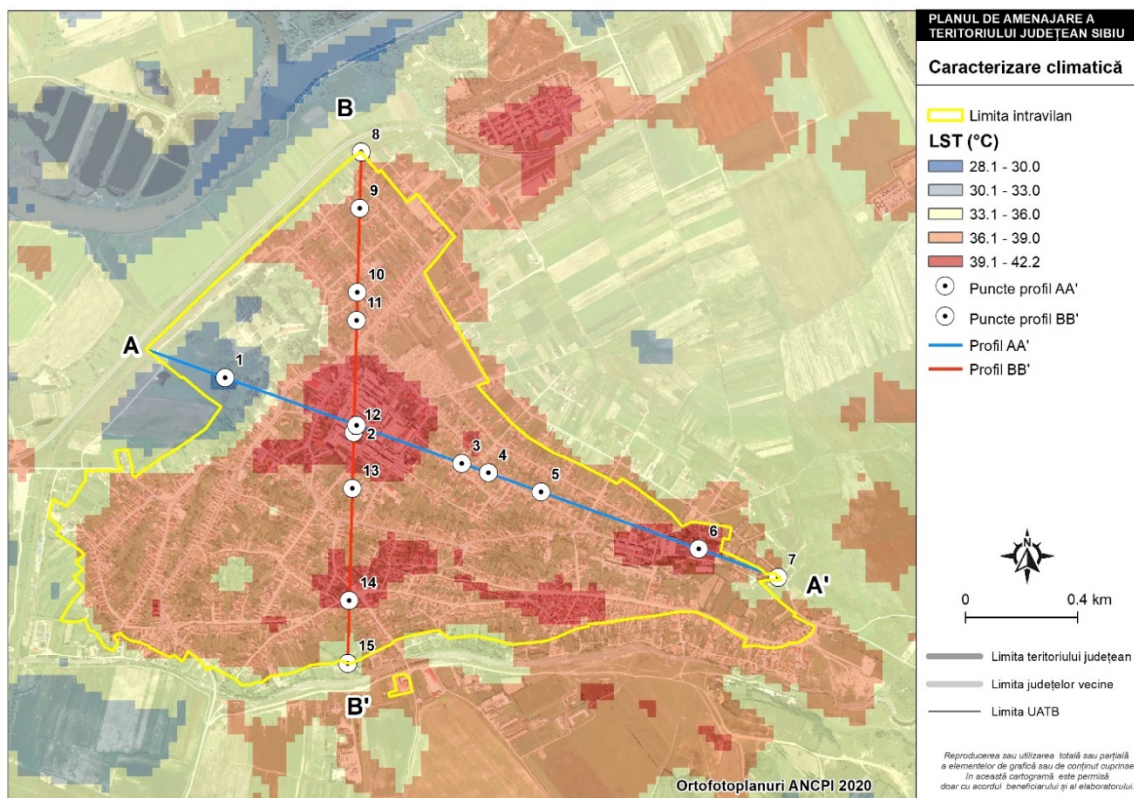 B
8
9
10
11
A
1
12
2
3
4
5
13
6
7
A'
14
15
B'
Ortofotoplanuri ANCPI 2020
PLANUL DE AMENAJARE A
TERITORIULUI JUDEȚEAN SIBIU
Caracterizare climatică
Limita intravilan
LST (°C)
28.1 - 30.0
30.1 - 33.0
33.1 - 36.0
36.1 - 39.0
39.1 - 42.2
Puncte profil AA'
Puncte profil BB'
Profil AA'
Profil BB'
N
0 0.4 km
Limita teritoriului județean
Limita județelor vecine
Limita UATB
Reproducerea sau utilizarea totală sau parțială
a elementelor de grafică sau de conținut cuprinse
în această cartogramă este permisă
doar cu acordul beneficiarului și al elaboratorului.